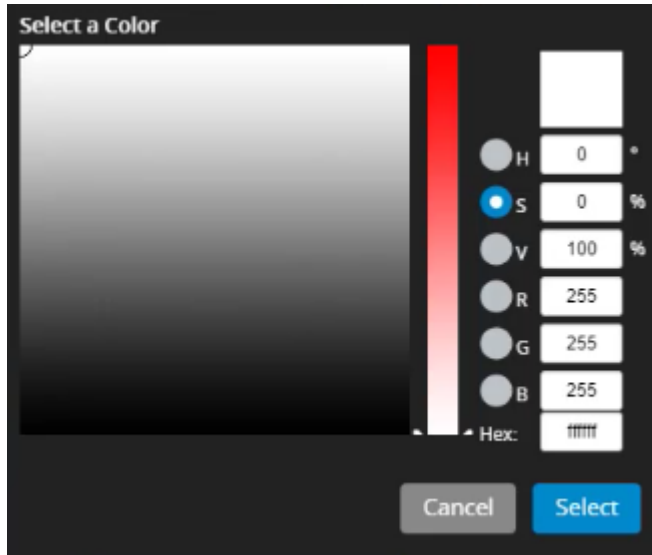 Select a Color
H 0 °
S 0 %
V 100 %
R 255
G 255
B 255
Hex: ffffff
Cancel Select